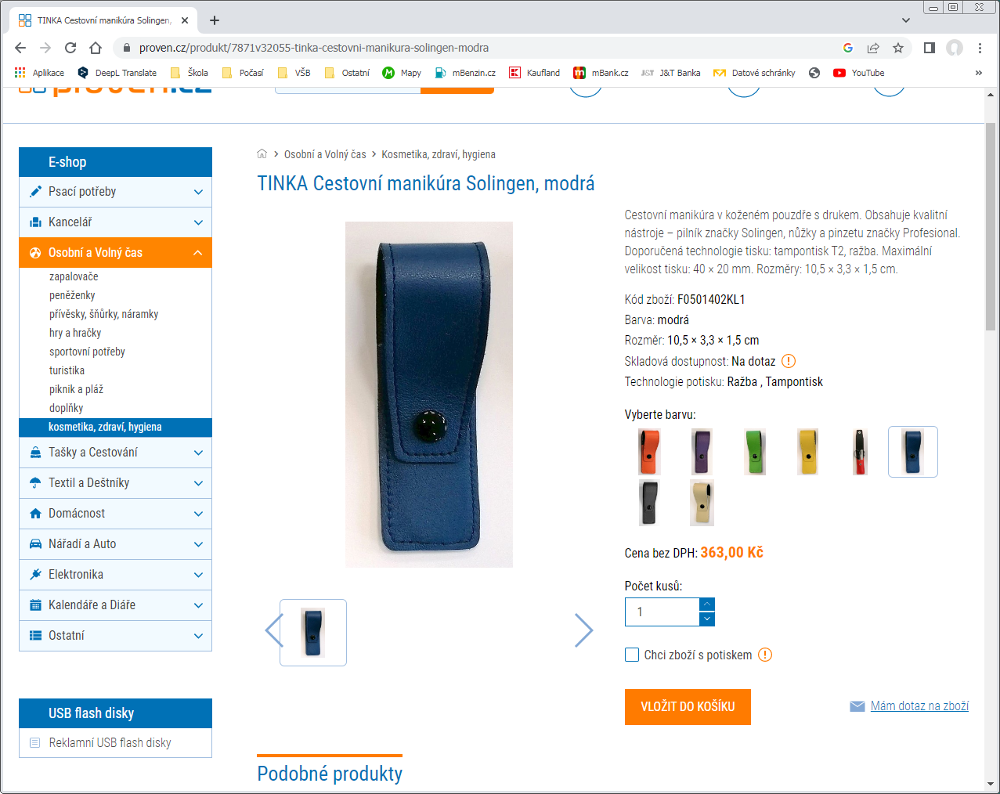 TINKA Cestovní manikúra Solingen,
proven.cz/produkt/7871v32055-tinka-cestovni-manikura-solingen-modra
Aplikace
DeepL Translate
Škola
Počasí
VŠB
Ostatní
Mapy
mBenzin.cz
Kaufland
mBank.cz
J&T Banka
Datové schránky
YouTube
»
proven.cz
E-shop
Psací potřeby
Kancelář
Osobní a Volný čas
zapalovače
peněženky
přívěsky, šňůrky, náramky
hry a hračky
sportovní potřeby
turistika
piknik a pláž
doplňky
kosmetika, zdraví, hygiena
Tašky a Cestování
Textil a Deštníky
Domácnost
Nářadí a Auto
Elektronika
Kalendáře a Diáře
Ostatní
USB flash disky
Reklamní USB flash disky
Osobní a Volný čas > Kosmetika, zdraví, hygiena
TINKA Cestovní manikúra Solingen, modrá
Cestovní manikúra v koženém pouzdře s drukem. Obsahuje kvalitní
nástroje – pilník značky Solingen, nůžky a pinzetu značky Profesional.
Doporučená technologie tisku: tampontisk T2, ražba. Maximální
velikost tisku: 40 × 20 mm. Rozměry: 10,5 × 3,3 × 1,5 cm.
Kód zboží: F0501402KL1
Barva: modrá
Rozměr: 10,5 × 3,3 × 1,5 cm
Skladová dostupnost: Na dotaz
Technologie potisku: Ražba , Tampontisk
Vyberte barvu:
Cena bez DPH: 363,00 Kč
Počet kusů:
1
Chci zboží s potiskem
VLOŽIT DO KOŠÍKU
Mám dotaz na zboží
Podobné produkty